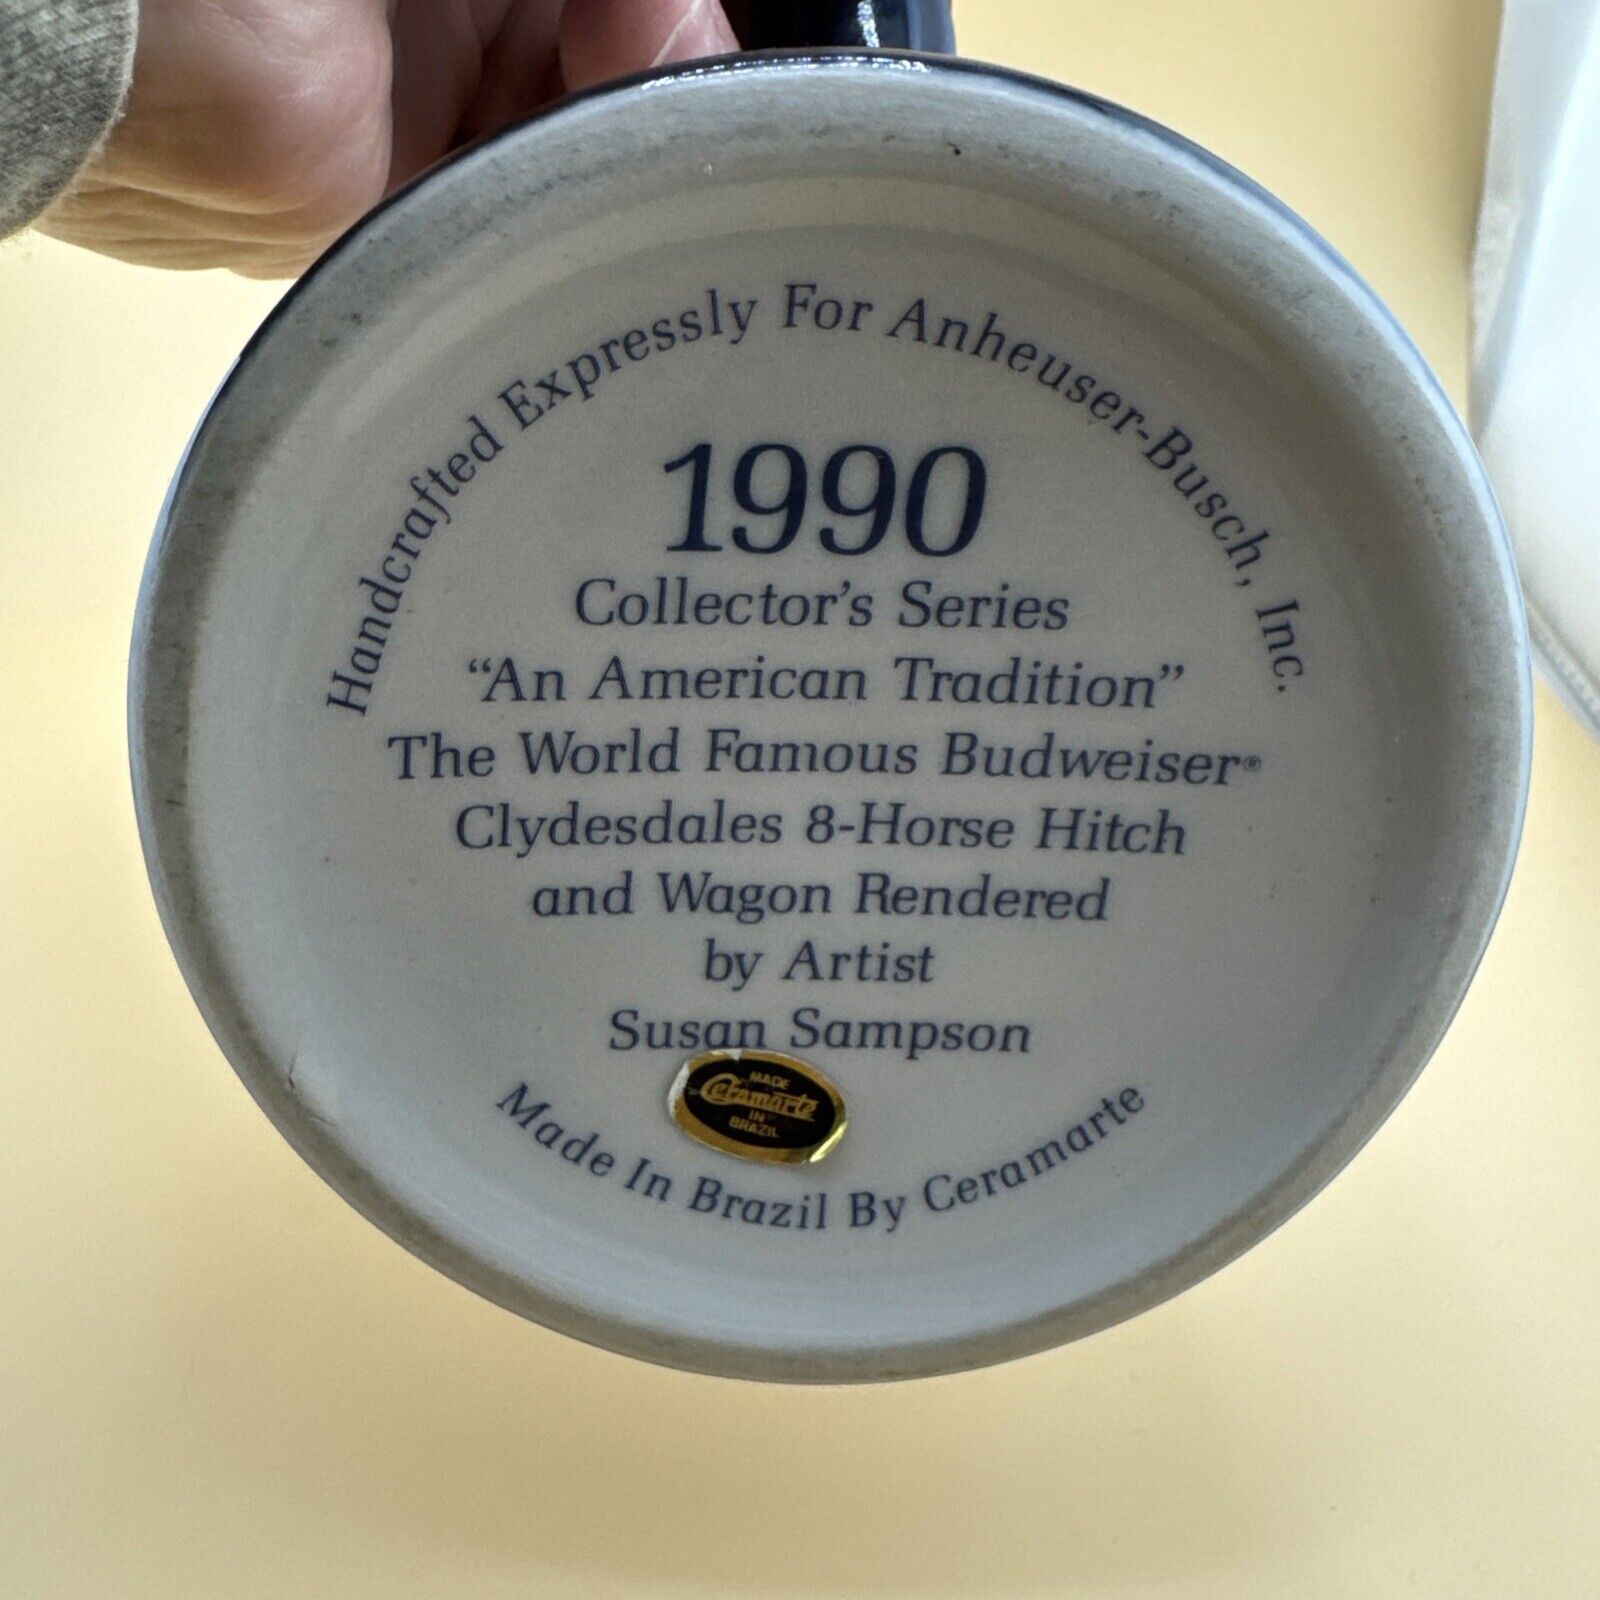 Handcrafted Expressly For Anheuser-Busch, Inc.
1990
Collector's Series
“An American Tradition”
The World Famous Budweiser®
Clydesdales 8-Horse Hitch
and Wagon Rendered
by Artist
Susan Sampson
MADE
Ceramarte
IN
BRAZIL
Made In Brazil By Ceramarte